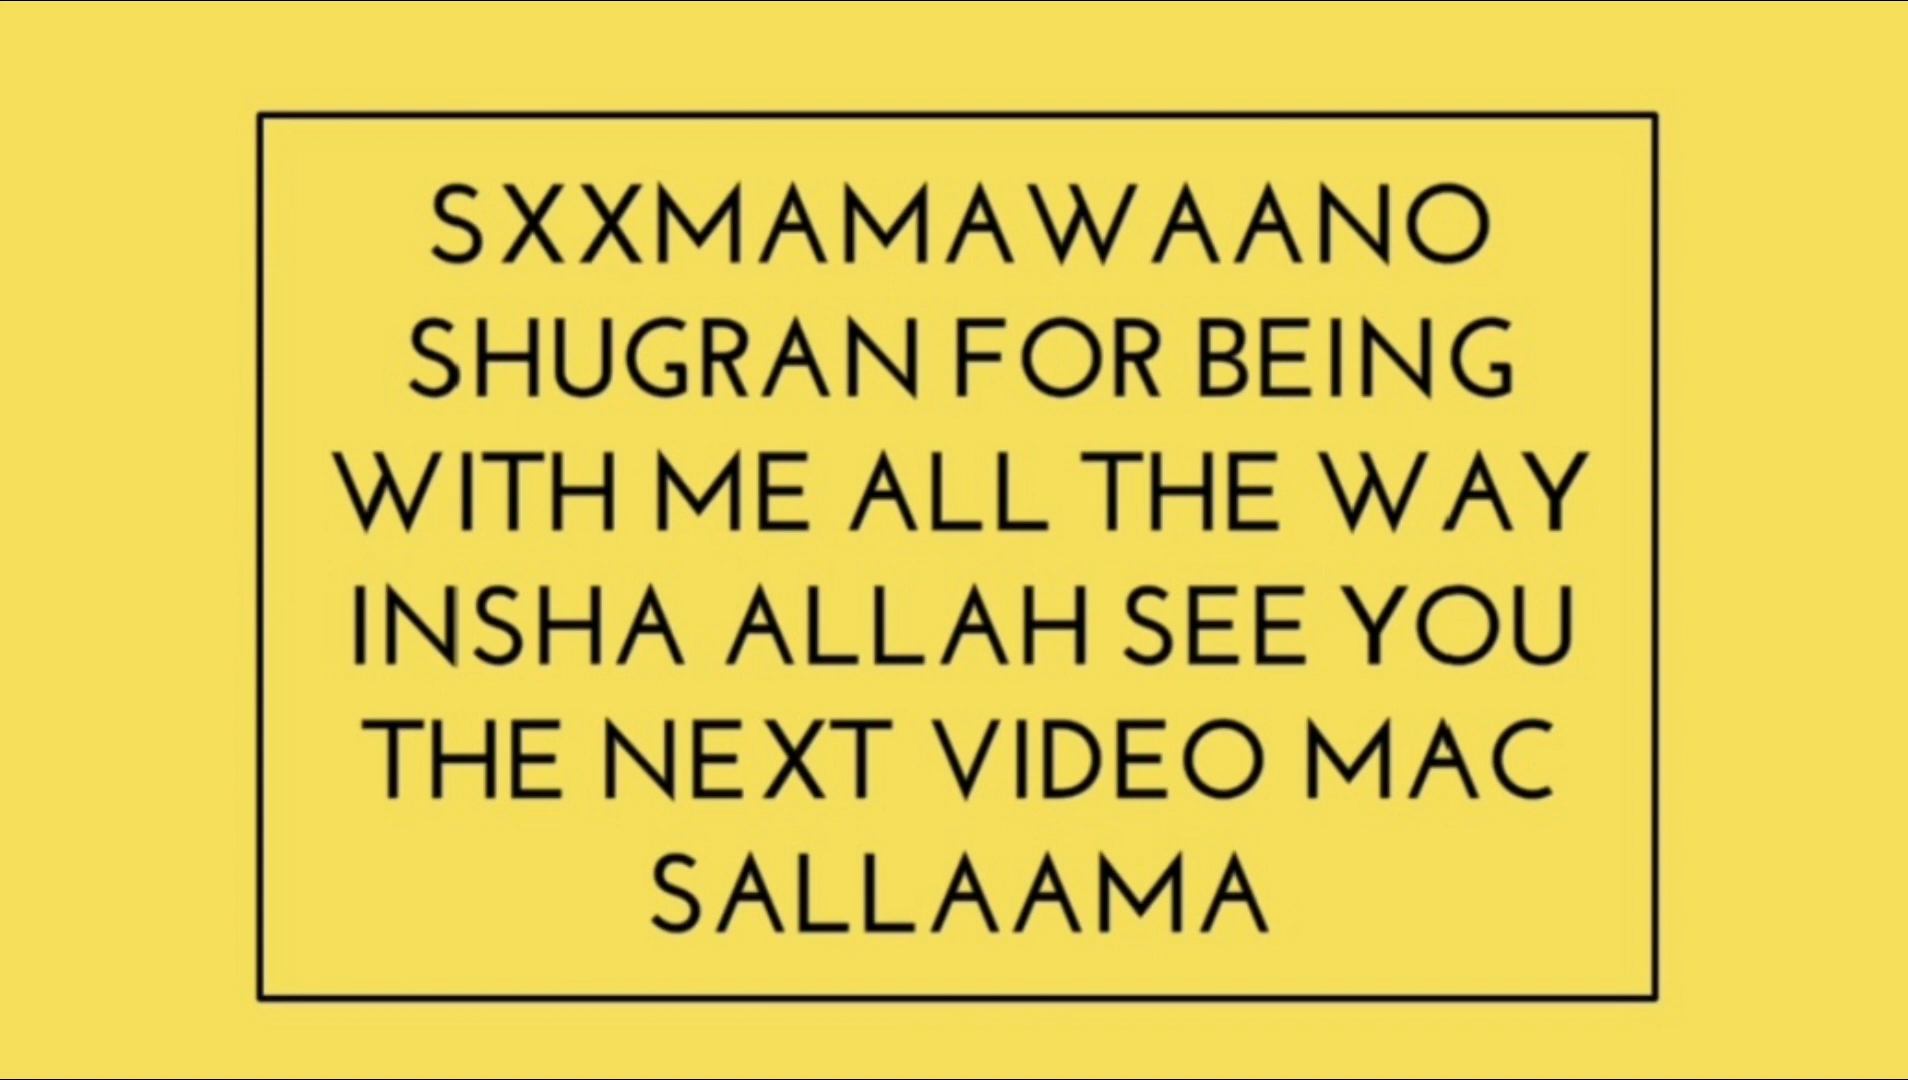 SXXMAMAWAANO
SHUGRAN FOR BEING
WITH ME ALL THE WAY
INSHA ALLAH SEE YOU
THE NEXT VIDEO MAC
SALLAAMA